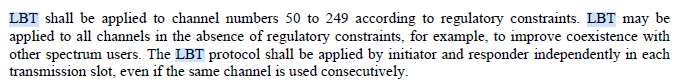 LBT shall be applied to channel numbers 50 to 249 according to regulatory constraints. LBT may be
applied to all channels in the absence of regulatory constraints, for example, to improve coexistence with
other spectrum users. The LBT protocol shall be applied by initiator and responder independently in each
transmission slot, even if the same channel is used consecutively.